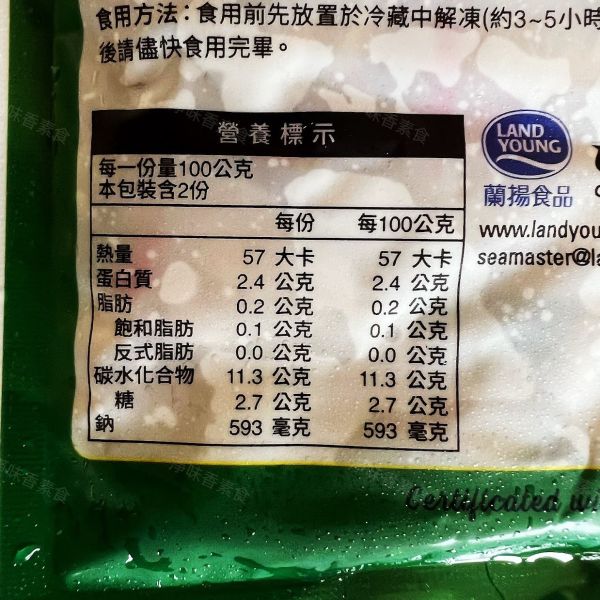 食用方法：食用前先放置於冷藏中解凍(約3~5小時
後請儘快食用完畢。
營養標示
每一份量100公克
本包裝含2份
每份 每100公克
熱量 57 大卡 57 大卡
蛋白質 2.4 公克 2.4 公克
脂肪 0.2 公克 0.2 公克
飽和脂肪 0.1 公克 0.1 公克
反式脂肪 0.0 公克 0.0 公克
碳水化合物 11.3 公克 11.3 公克
糖 2.7 公克 2.7 公克
鈉 593 毫克 593 毫克
LAND
YOUNG
蘭揚食品
www.landyou
seamaster@la
Certificated wi